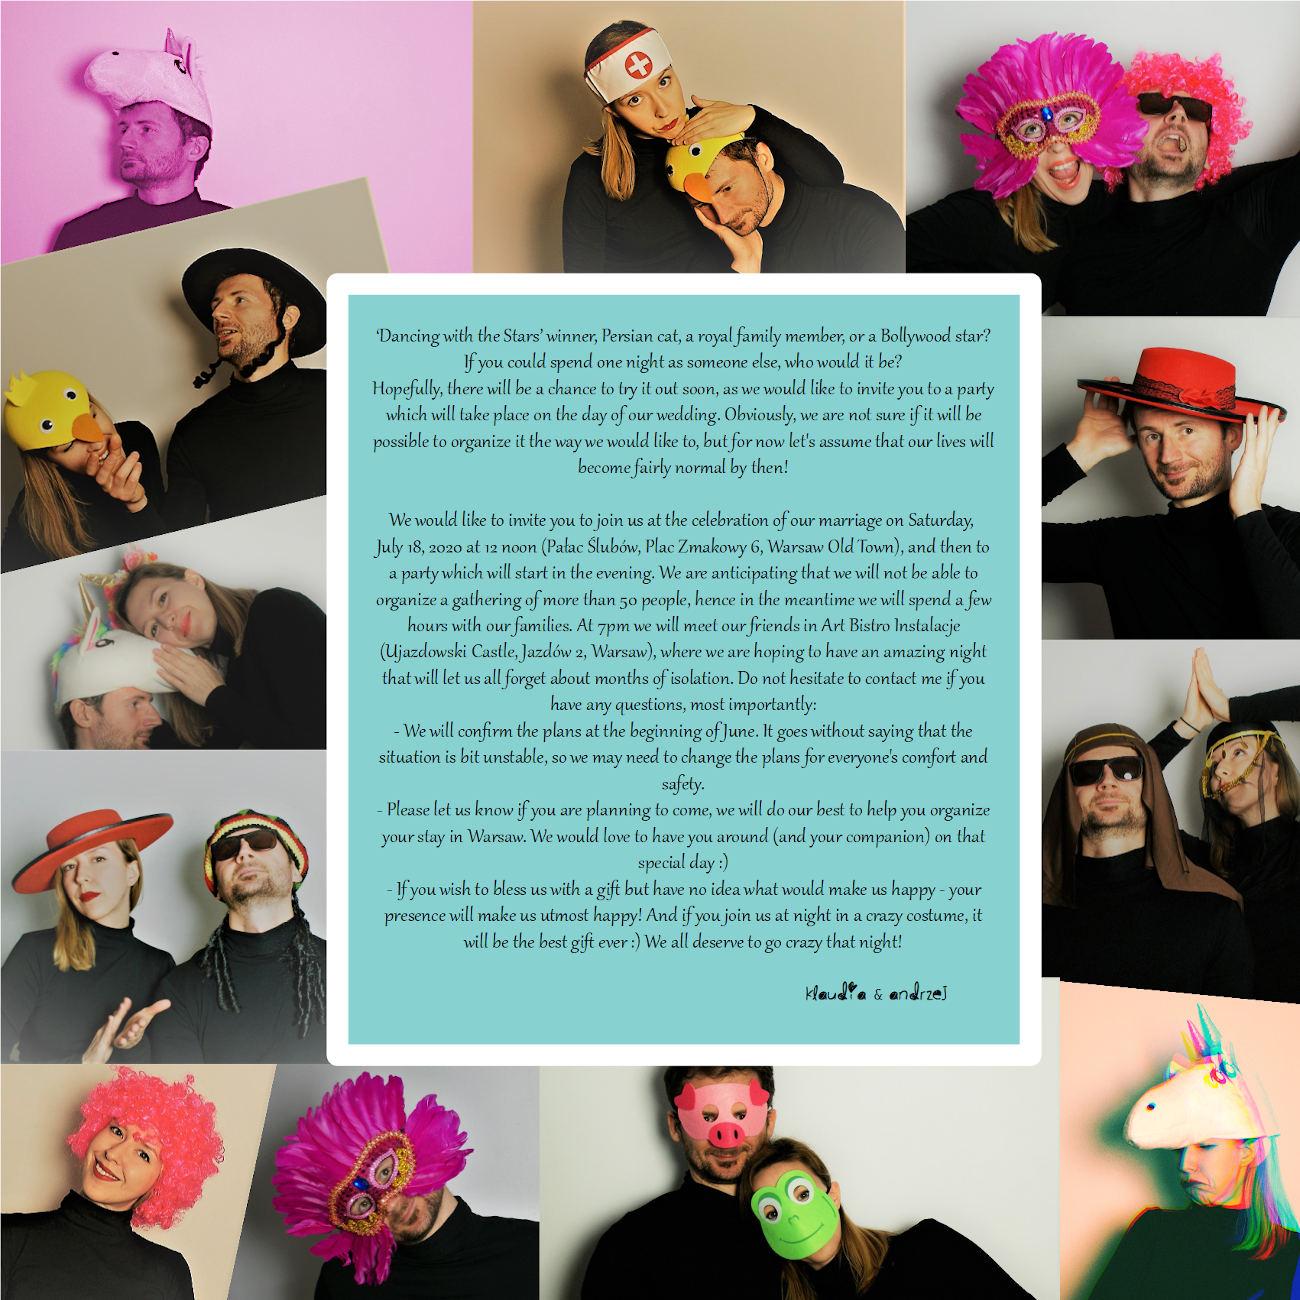 ‘Dancing with the Stars’ winner, Persian cat, a royal family member, or a Bollywood star?
If you could spend one night as someone else, who would it be?
Hopefully, there will be a chance to try it out soon, as we would like to invite you to a party
which will take place on the day of our wedding. Obviously, we are not sure if it will be
possible to organize it the way we would like to, but for now let's assume that our lives will
become fairly normal by then!
We would like to invite you to join us at the celebration of our marriage on Saturday,
July 18, 2020 at 12 noon (Pałac Ślubów, Plac Zmakowy 6, Warsaw Old Town), and then to
a party which will start in the evening. We are anticipating that we will not be able to
organize a gathering of more than 50 people, hence in the meantime we will spend a few
hours with our families. At 7pm we will meet our friends in Art Bistro Instalacje
(Ujazdowski Castle, Jazdów 2, Warsaw), where we are hoping to have an amazing night
that will let us all forget about months of isolation. Do not hesitate to contact me if you
have any questions, most importantly:
- We will confirm the plans at the beginning of June. It goes without saying that the
situation is bit unstable, so we may need to change the plans for everyone's comfort and
safety.
- Please let us know if you are planning to come, we will do our best to help you organize
your stay in Warsaw. We would love to have you around (and your companion) on that
special day :)
- If you wish to bless us with a gift but have no idea what would make us happy - your
presence will make us utmost happy! And if you join us at night in a crazy costume, it
will be the best gift ever :) We all deserve to go crazy that night!
klaudia & andrzej